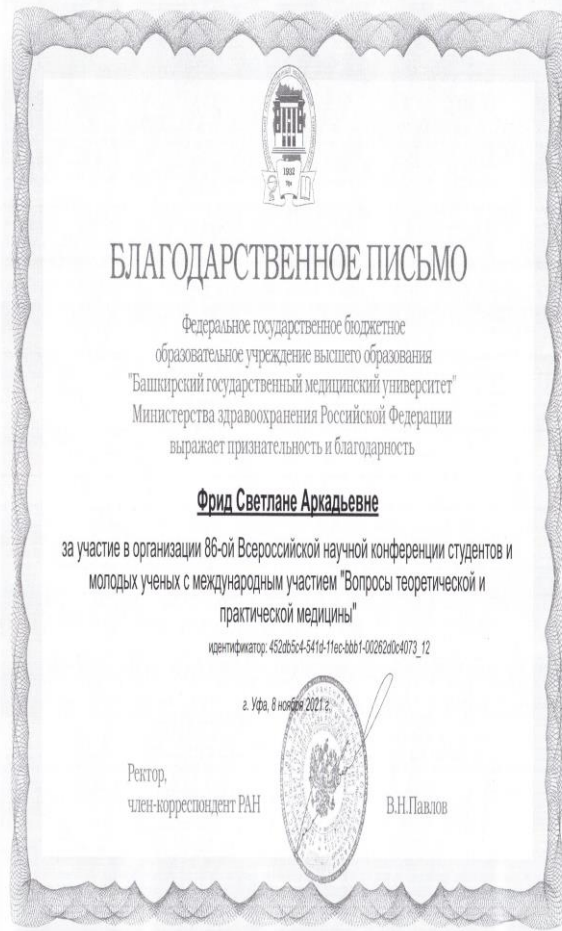 1932
Уфа
БЛАГОДАРСТВЕННОЕ ПИСЬМО
Федеральное государственное бюджетное
образовательное учреждение высшего образования
"Башкирский государственный медицинский университет"
Министерства здравоохранения Российской Федерации
выражает признательность и благодарность
Фрид Светлане Аркадьевне
за участие в организации 86-ой Всероссийской научной конференции студентов и
молодых ученых с международным участием "Вопросы теоретической и
практической медицины"
идентификатор: 452db5c4-541d-11ec-bbb1-00262d0c4073_12
г. Уфа, 8 ноября 2021 г.
Ректор,
член-корреспондент РАН
В.Н.Павлов